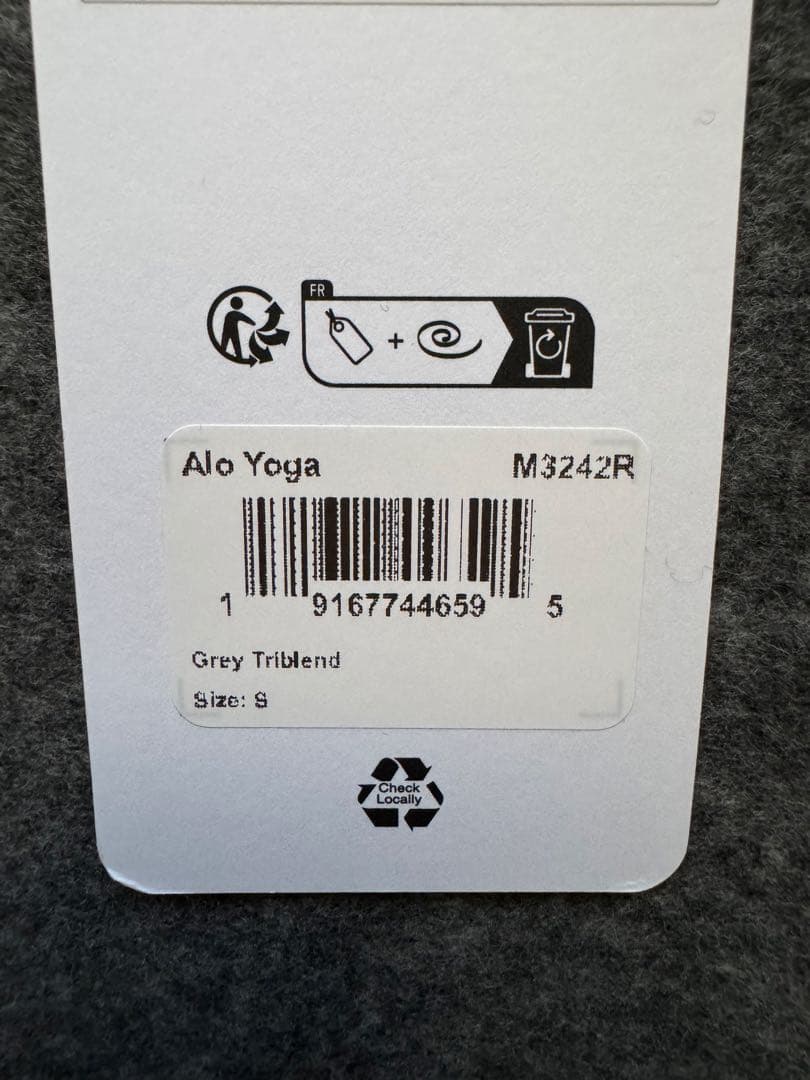 FR
+
Alo Yoga M3242R
1 9167744659 5
Grey Triblend
Size: S
Check
Locally